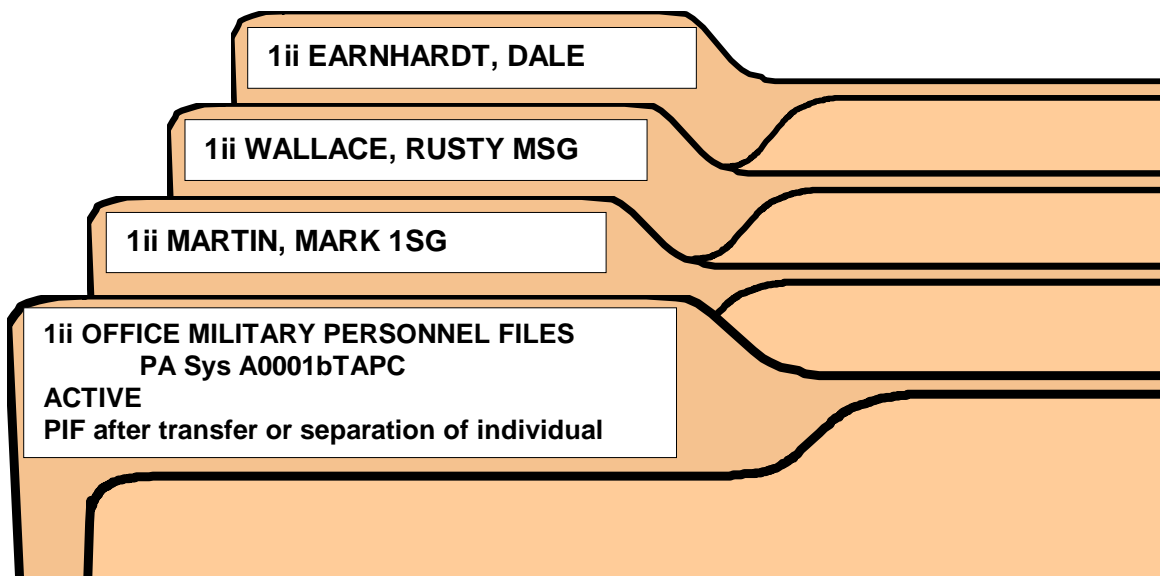 1ii EARNHARDT, DALE
1ii WALLACE, RUSTY MSG
1ii MARTIN, MARK 1SG
1ii OFFICE MILITARY PERSONNEL FILES
PA Sys A0001bTAPC
ACTIVE
PIF after transfer or separation of individual